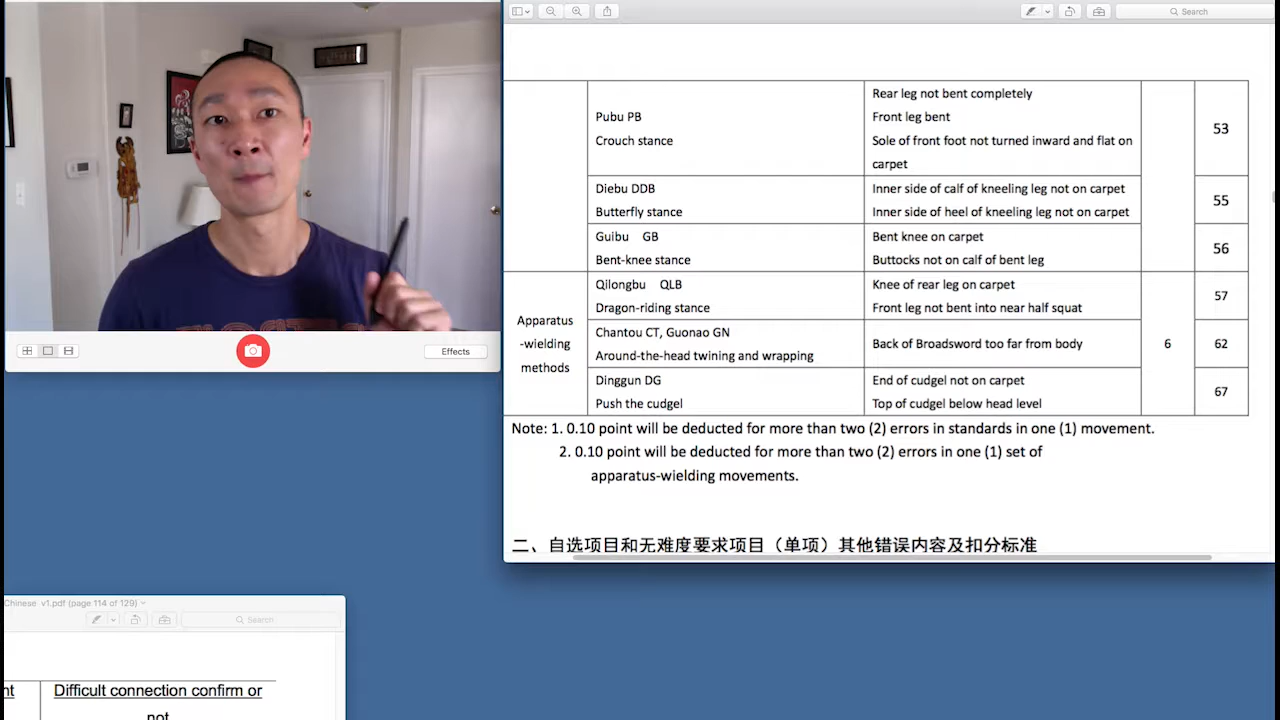 Search
Rear leg not bent completely
Pubu PB
Front leg bent
Crouch stance
Sole of front foot not turned inward and flat on
carpet
53
Diebu DDB
Inner side of calf of kneeling leg not on carpet
Butterfly stance
Inner side of heel of kneeling leg not on carpet
55
Guibu GB
Bent knee on carpet
Bent-knee stance
Buttocks not on calf of bent leg
56
Apparatus
-wielding
methods
Qilongbu QLB
Knee of rear leg on carpet
Dragon-riding stance
Front leg not bent into near half squat
57
Chantou CT, Guonao GN
Around-the-head twining and wrapping
Back of Broadsword too far from body
6
62
Dinggun DG
End of cudgel not on carpet
Push the cudgel
Top of cudgel below head level
67
Note: 1. 0.10 point will be deducted for more than two (2) errors in standards in one (1) movement.
2. 0.10 point will be deducted for more than two (2) errors in one (1) set of
apparatus-wielding movements.
二、自选项目和无难度要求项目（单项）其他错误内容及扣分标准
Effects
Chinese v1.pdf (page 114 of 129)
Search
nt
Difficult connection confirm or
not